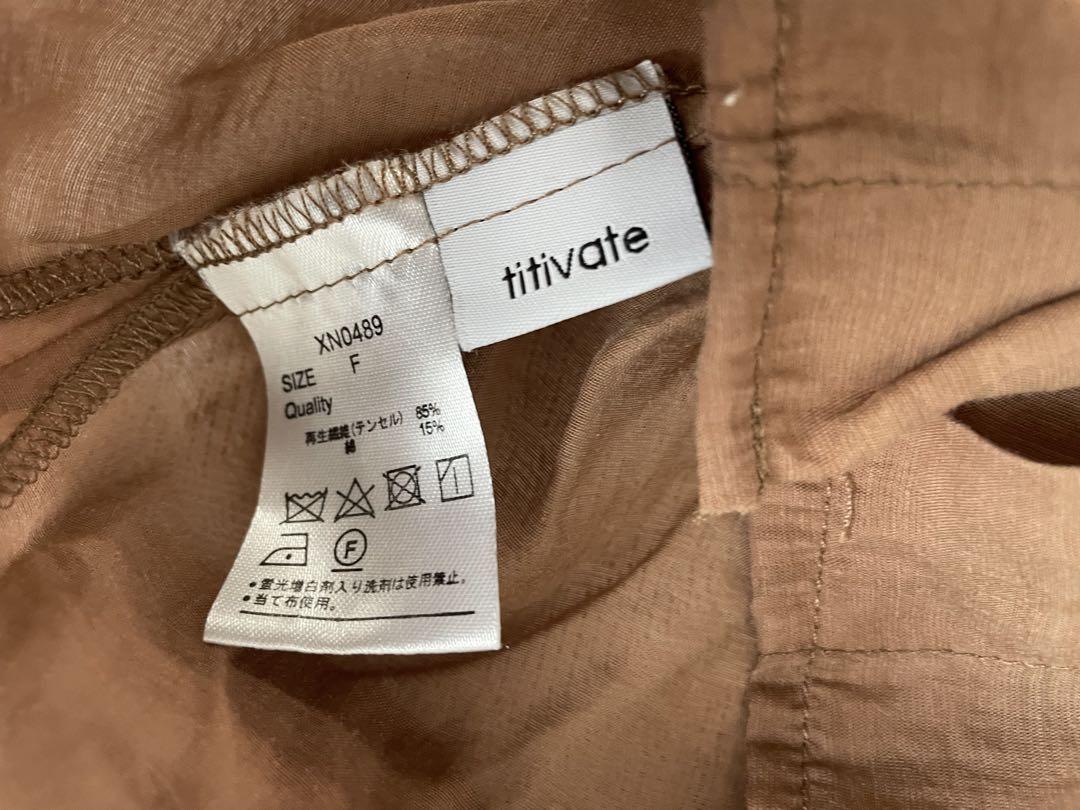 titivate
XN0489
SIZE F
Quality
再生繊維(テンセル) 85%
綿 15%
F
●蛍光増白剤入り洗剤は使用禁止。
●当て布使用。